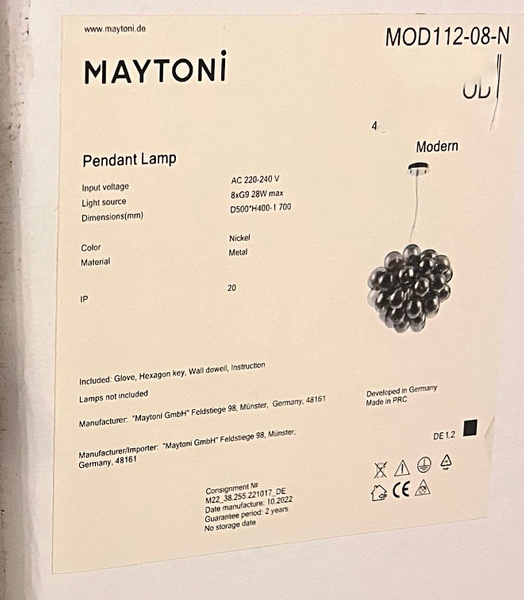 www.maytoni.de
MOD112-08-N
MAYTONi
4
Modern
Pendant Lamp
Input voltage AC 220-240 V
Light source 8xG9 28W max
Dimensions(mm) D500*H400-1 700
Color Nickel
Material Metal
IP 20
Included: Glove, Hexagon key, Wall dowell, Instruction
Lamps not included
Manufacturer: "Maytoni GmbH" Feldstiege 98, Münster, Germany, 48161
Developed in Germany
Made in PRC
Manufacturer/Importer: "Maytoni GmbH" Feldstiege 98, Münster,
Germany, 48161
DE 1,2
CE
Consignment №
M22_38.255.221017_DE
Date manufacture: 10.2022
Guarantee period: 2 years
No storage date